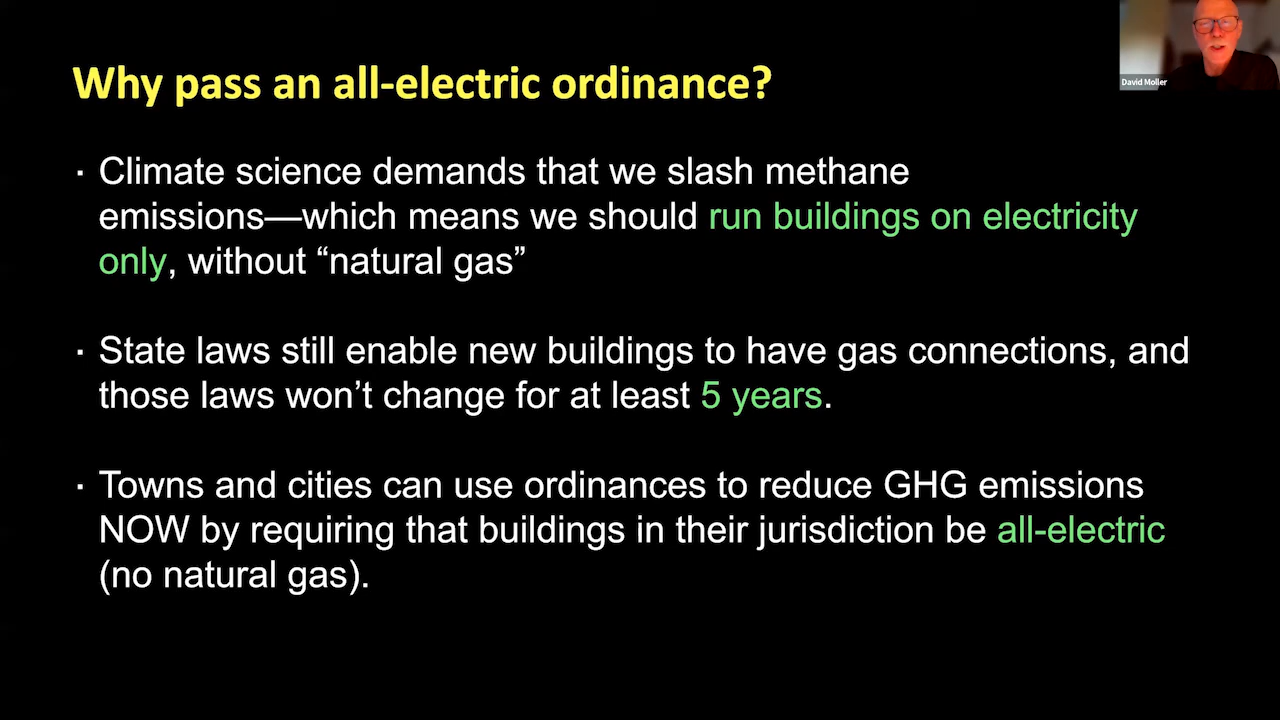 David Moller
Why pass an all-electric ordinance?
· Climate science demands that we slash methane
emissions—which means we should run buildings on electricity
only, without “natural gas”
· State laws still enable new buildings to have gas connections, and
those laws won’t change for at least 5 years.
· Towns and cities can use ordinances to reduce GHG emissions
NOW by requiring that buildings in their jurisdiction be all-electric
(no natural gas).